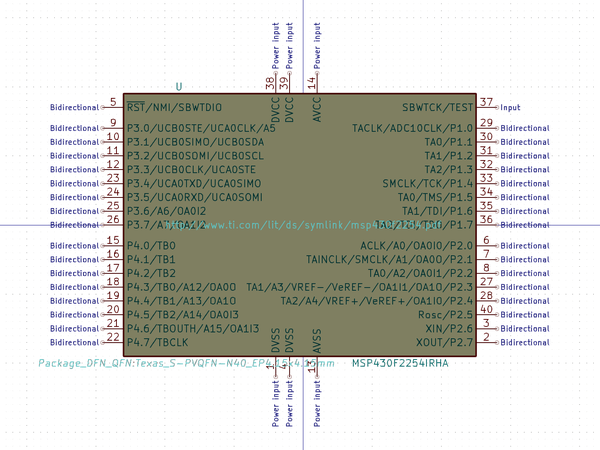 Power input
Power input
Power input
38
39
14
U
DVCC
DVCC
AVCC
Bidirectional 5 RST/NMI/SBWTDIO
SBWTCK/TEST 37 Input
Bidirectional 9 P3.0/UCB0STE/UCA0CLK/A5
TACLK/ADC10CLK/P1.0 29 Bidirectional
Bidirectional 10 P3.1/UCB0SIMO/UCB0SDA
TA0/P1.1 30 Bidirectional
Bidirectional 11 P3.2/UCB0SOMI/UCB0SCL
TA1/P1.2 31 Bidirectional
Bidirectional 12 P3.3/UCB0CLK/UCA0STE
TA2/P1.3 32 Bidirectional
Bidirectional 23 P3.4/UCA0TXD/UCA0SIMO
SMCLK/TCK/P1.4 33 Bidirectional
Bidirectional 24 P3.5/UCA0RXD/UCA0SOMI
TA0/TMS/P1.5 34 Bidirectional
Bidirectional 25 P3.6/A6/OA0I2
TA1/TDI/P1.6 35 Bidirectional
Bidirectional 26 P3.7/
http://www.ti.com/lit/ds/symlink/msp430f2254.pdf
/P1.7 36 Bidirectional
Bidirectional 15 P4.0/TB0
ACLK/A0/OA0I0/P2.0 6 Bidirectional
Bidirectional 16 P4.1/TB1
TAINCLK/SMCLK/A1/OA0O/P2.1 7 Bidirectional
Bidirectional 17 P4.2/TB2
TA0/A2/OA0I1/P2.2 8 Bidirectional
Bidirectional 18 P4.3/TB0/A12/OA0O
TA1/A3/VREF-/VeREF-/OA1I1/OA1O/P2.3 27 Bidirectional
Bidirectional 19 P4.4/TB1/A13/OA1O
TA2/A4/VREF+/VeREF+/OA1I0/P2.4 28 Bidirectional
Bidirectional 20 P4.5/TB2/A14/OA0I3
Rosc/P2.5 40 Bidirectional
Bidirectional 21 P4.6/TBOUTH/A15/OA1I3
XIN/P2.6 3 Bidirectional
Bidirectional 22 P4.7/TBCLK
XOUT/P2.7 2 Bidirectional
DVSS
DVSS
AVSS
Package_DFN_QFN:Texas_S-PVQFN-N40_EP4.15x4.15mm
MSP430F2254IRHA
1
4
13
Power input
Power input
Power input